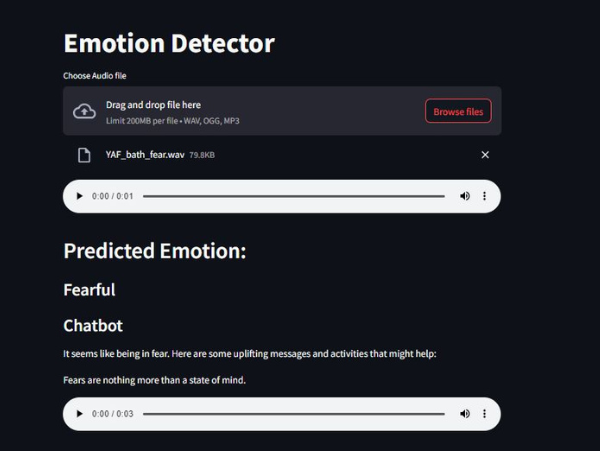 Emotion Detector
Choose Audio file
Drag and drop file here
Limit 200MB per file • WAV, OGG, MP3
Browse files
YAF_bath_fear.wav 79.8KB
0:00 / 0:01
Predicted Emotion:
Fearful
Chatbot
It seems like being in fear. Here are some uplifting messages and activities that might help:
Fears are nothing more than a state of mind.
0:00 / 0:03